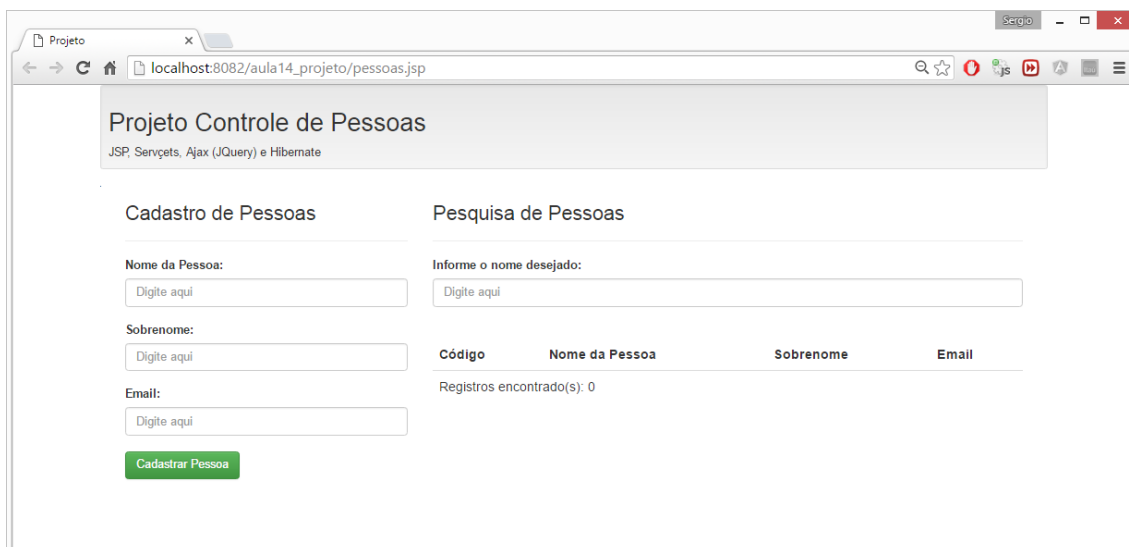 Sergio
Projeto
localhost:8082/aula14_projeto/pessoas.jsp
js
Projeto Controle de Pessoas
JSP, Servçets, Ajax (JQuery) e Hibernate
Cadastro de Pessoas
Nome da Pessoa:
Digite aqui
Sobrenome:
Digite aqui
Email:
Digite aqui
Cadastrar Pessoa
Pesquisa de Pessoas
Informe o nome desejado:
Digite aqui
Código Nome da Pessoa Sobrenome Email
Registros encontrado(s): 0